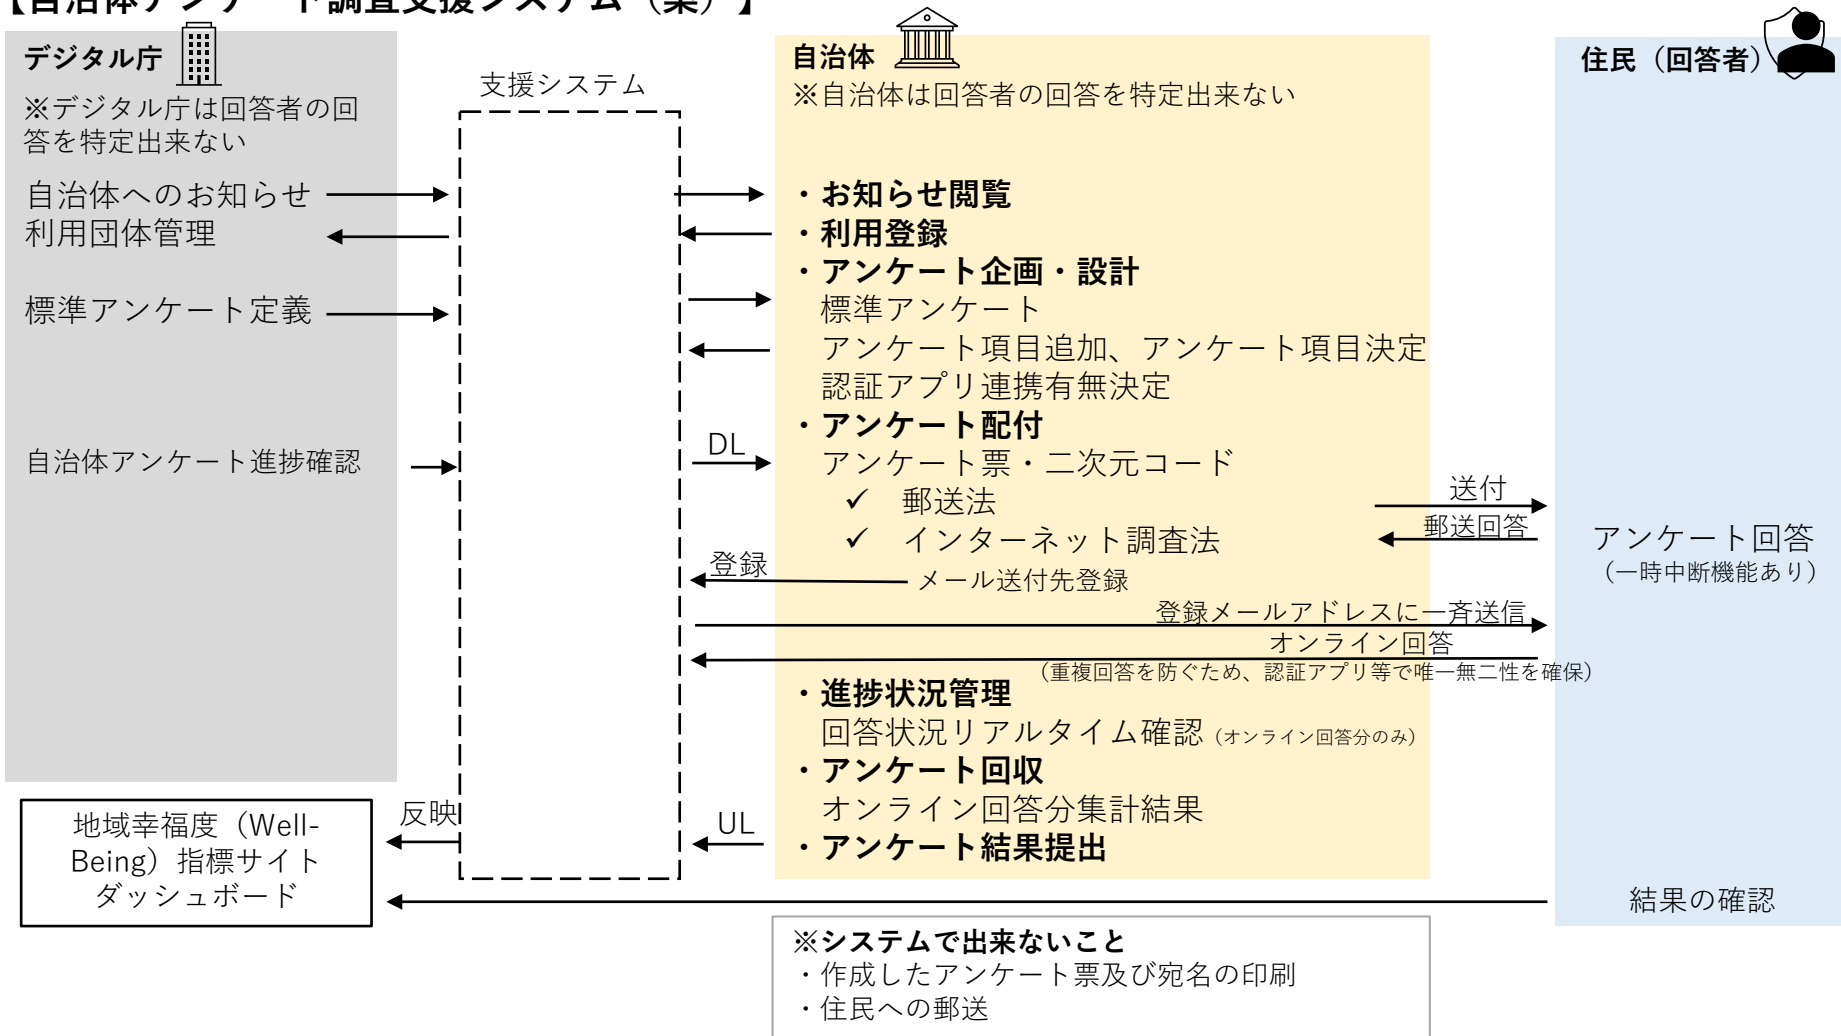 【自治体アンケート調査支援システム（案）】
デジタル庁
※デジタル庁は回答者の回
答を特定出来ない
自治体へのお知らせ
利用団体管理
標準アンケート定義
自治体アンケート進捗確認
地域幸福度（Well-
Being）指標サイト
ダッシュボード
反映
支援システム
DL
登録
UL
自治体
※自治体は回答者の回答を特定出来ない
・お知らせ閲覧
・利用登録
・アンケート企画・設計
標準アンケート
アンケート項目追加、アンケート項目決定
認証アプリ連携有無決定
・アンケート配付
アンケート票・二次元コード
✓ 郵送法
✓ インターネット調査法
メール送付先登録
送付
郵送回答
登録メールアドレスに一斉送信
オンライン回答
（重複回答を防ぐため、認証アプリ等で唯一無二性を確保）
・進捗状況管理
回答状況リアルタイム確認（オンライン回答分のみ）
・アンケート回収
オンライン回答分集計結果
・アンケート結果提出
住民（回答者）
アンケート回答
（一時中断機能あり）
結果の確認
※システムで出来ないこと
・作成したアンケート票及び宛名の印刷
・住民への郵送